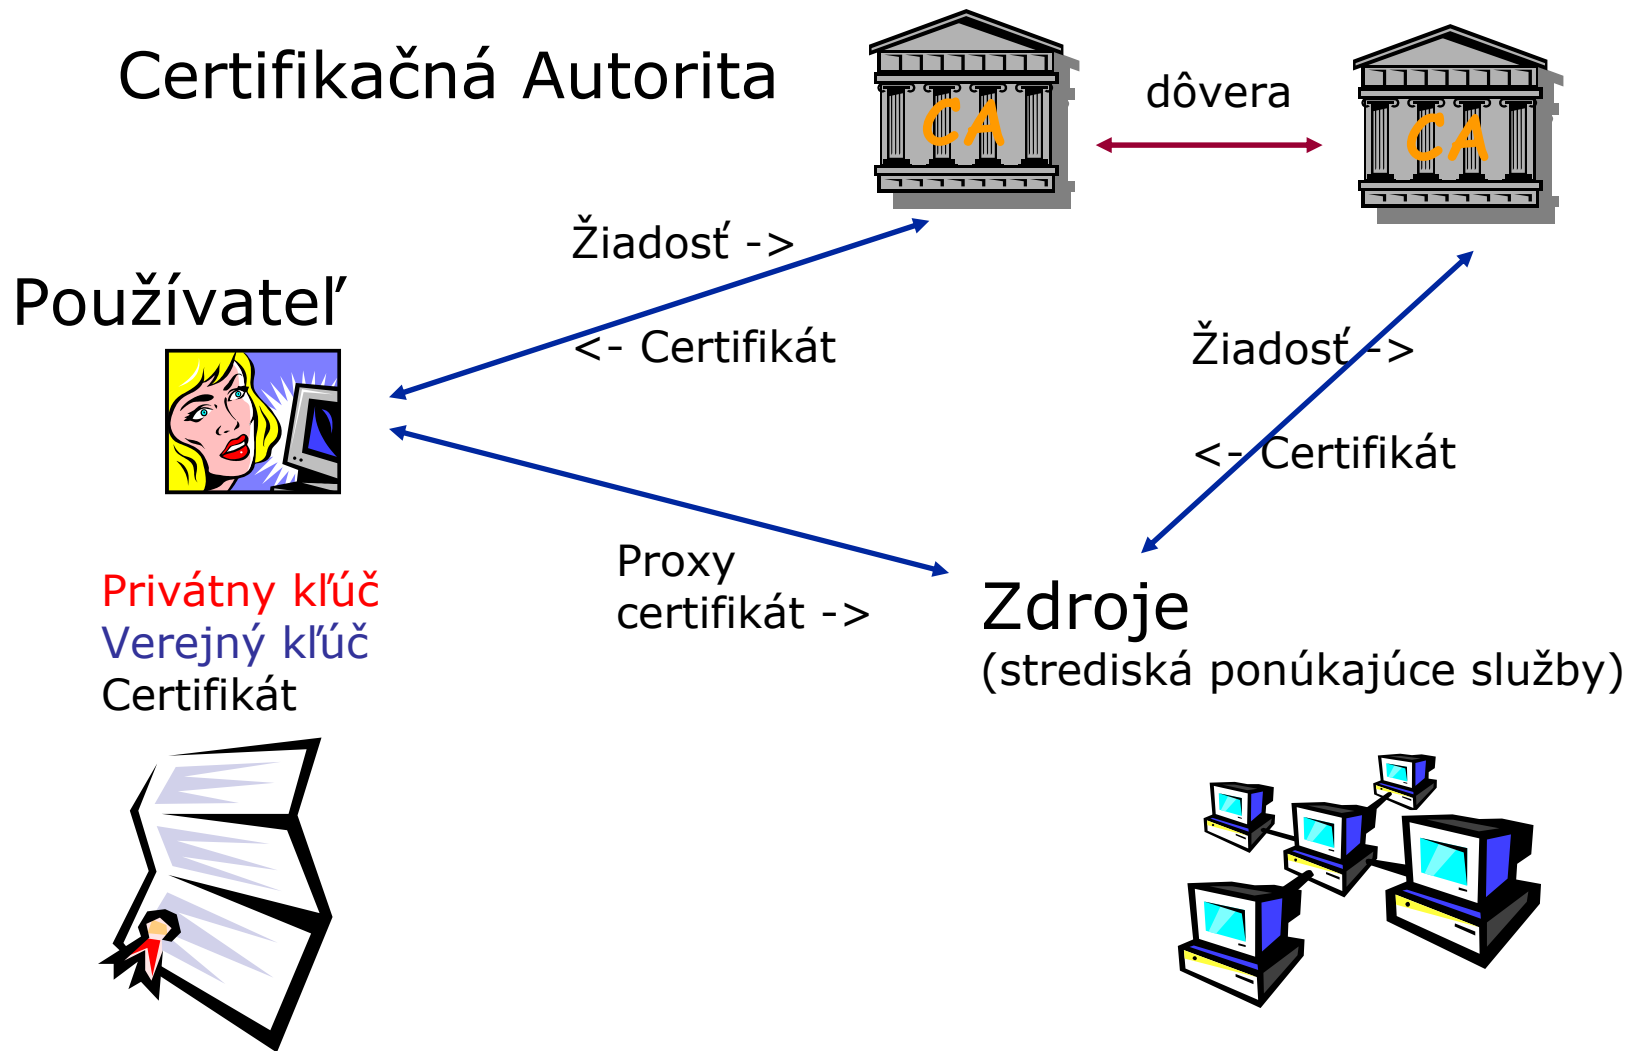 Certifikačná Autorita
CA
dôvera
CA
Žiadosť ->
<- Certifikát
Používateľ
Žiadosť ->
<- Certifikát
Proxy
certifikát ->
Privátny kľúč
Verejný kľúč
Certifikát
Zdroje
(strediská ponúkajúce služby)